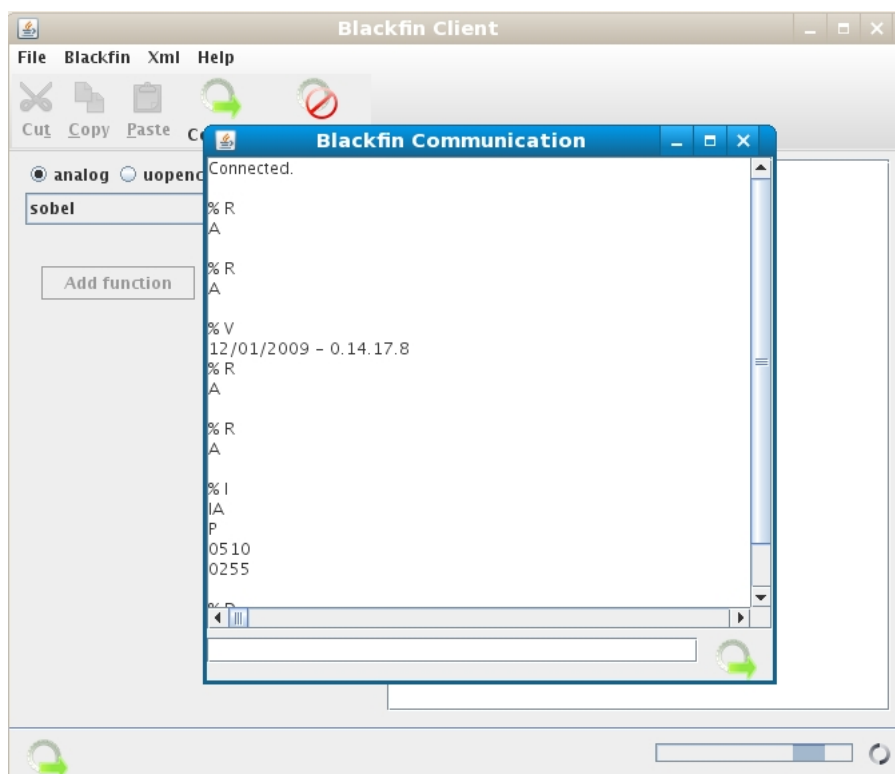 Blackfin Client
File Blackfin Xml Help
Cut Copy Paste
analog
sobel
Add function
Blackfin Communication
Connected.
% R
A
% R
A
% V
12/01/2009 - 0.14.17.8
% R
A
% R
A
% I
IA
P
0510
0255